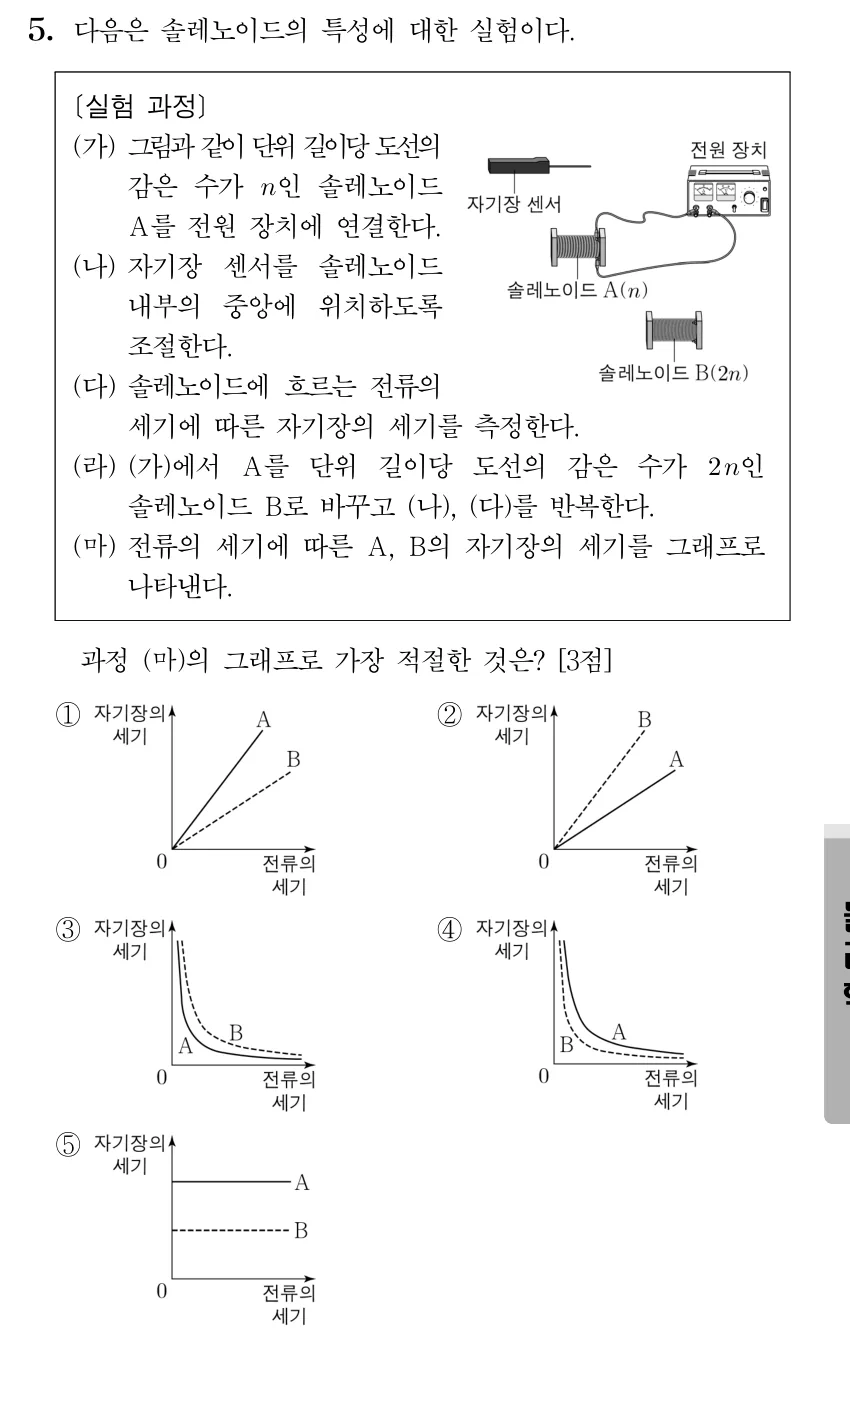 5. 다음은 솔레노이드의 특성에 대한 실험이다.
〔실험 과정〕
(가) 그림과 같이 단위 길이당 도선의
감은 수가 n인 솔레노이드
A를 전원 장치에 연결한다.
(나) 자기장 센서를 솔레노이드
내부의 중앙에 위치하도록
조절한다.
(다) 솔레노이드에 흐르는 전류의
세기에 따른 자기장의 세기를 측정한다.
(라) (가)에서 A를 단위 길이당 도선의 감은 수가 2n인
솔레노이드 B로 바꾸고 (나), (다)를 반복한다.
(마) 전류의 세기에 따른 A, B의 자기장의 세기를 그래프로
나타낸다.
전원 장치
자기장 센서
솔레노이드 A(n)
솔레노이드 B(2n)
과정 (마)의 그래프로 가장 적절한 것은? [3점]
① 자기장의
세기
A
B
0
전류의
세기
② 자기장의
세기
B
A
0
전류의
세기
③ 자기장의
세기
B
A
0
전류의
세기
④ 자기장의
세기
A
B
0
전류의
세기
⑤ 자기장의
세기
A
B
0
전류의
세기